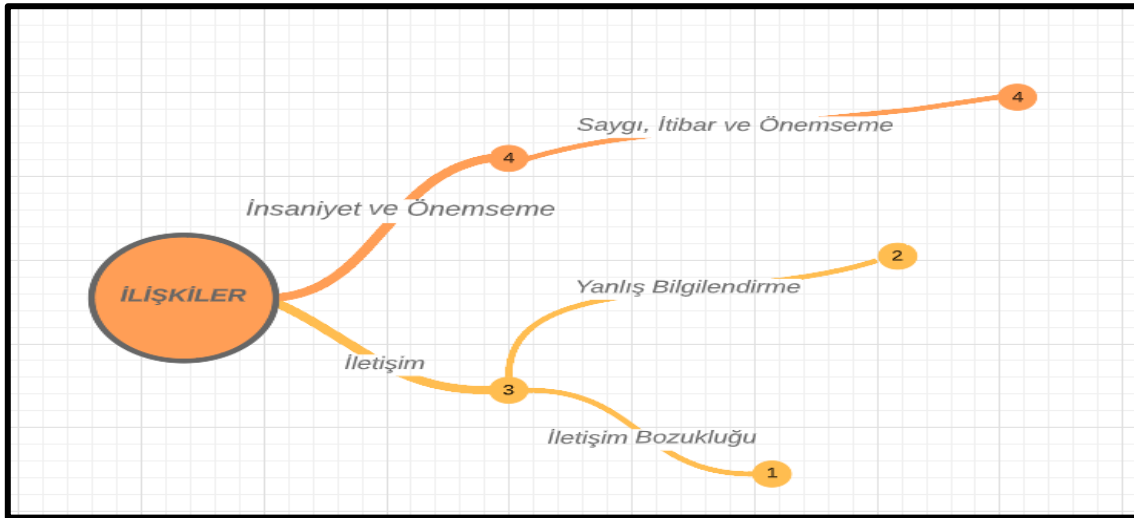 4
Saygı, İtibar ve Önemseme
4
İnsaniyet ve Önemseme
2
Yanlış Bilgilendirme
İLİŞKİLER
İletişim
3
İletişim Bozukluğu
1